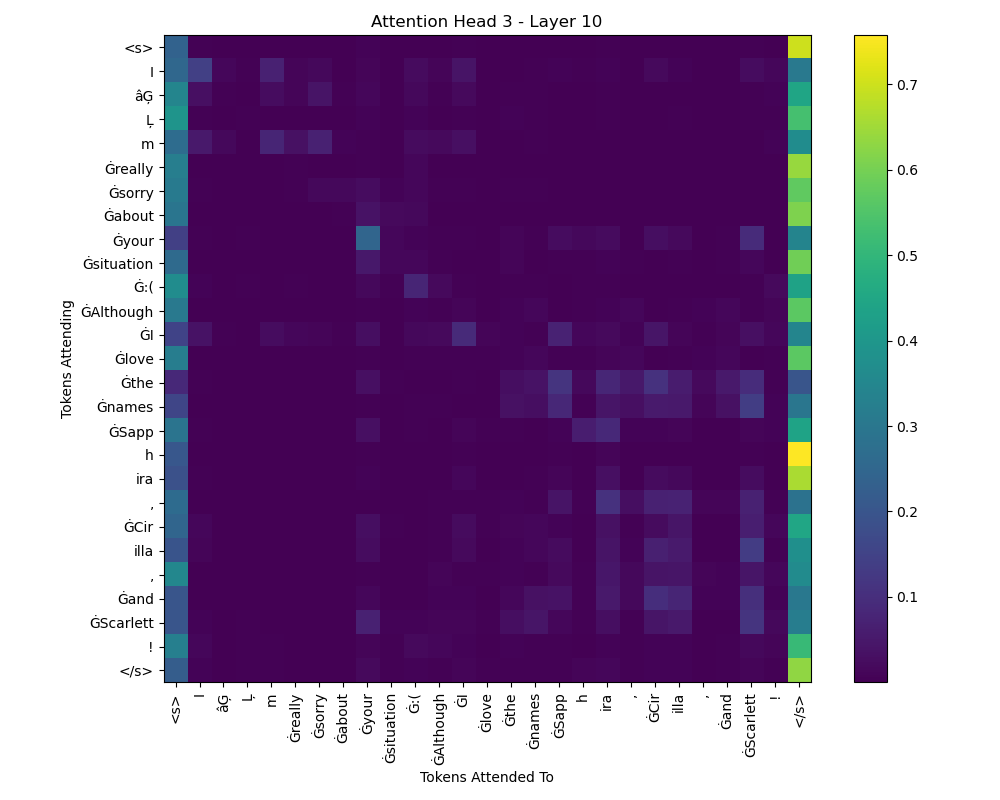 Attention Head 3 - Layer 10
<s>
I
âĢ
Ļ
m
Ġreally
Ġsorry
Ġabout
Ġyour
Ġsituation
Ġ:(
ĠAlthough
ĠI
Ġlove
Ġthe
Ġnames
ĠSapp
h
ira
,
ĠCir
illa
,
Ġand
ĠScarlett
!
</s>
Tokens Attending
<s>
I
âĢ
Ļ
m
Ġreally
Ġsorry
Ġabout
Ġyour
Ġsituation
Ġ:(
ĠAlthough
ĠI
Ġlove
Ġthe
Ġnames
ĠSapp
h
ira
,
ĠCir
illa
,
Ġand
ĠScarlett
!
</s>
Tokens Attended To
0.7
0.6
0.5
0.4
0.3
0.2
0.1